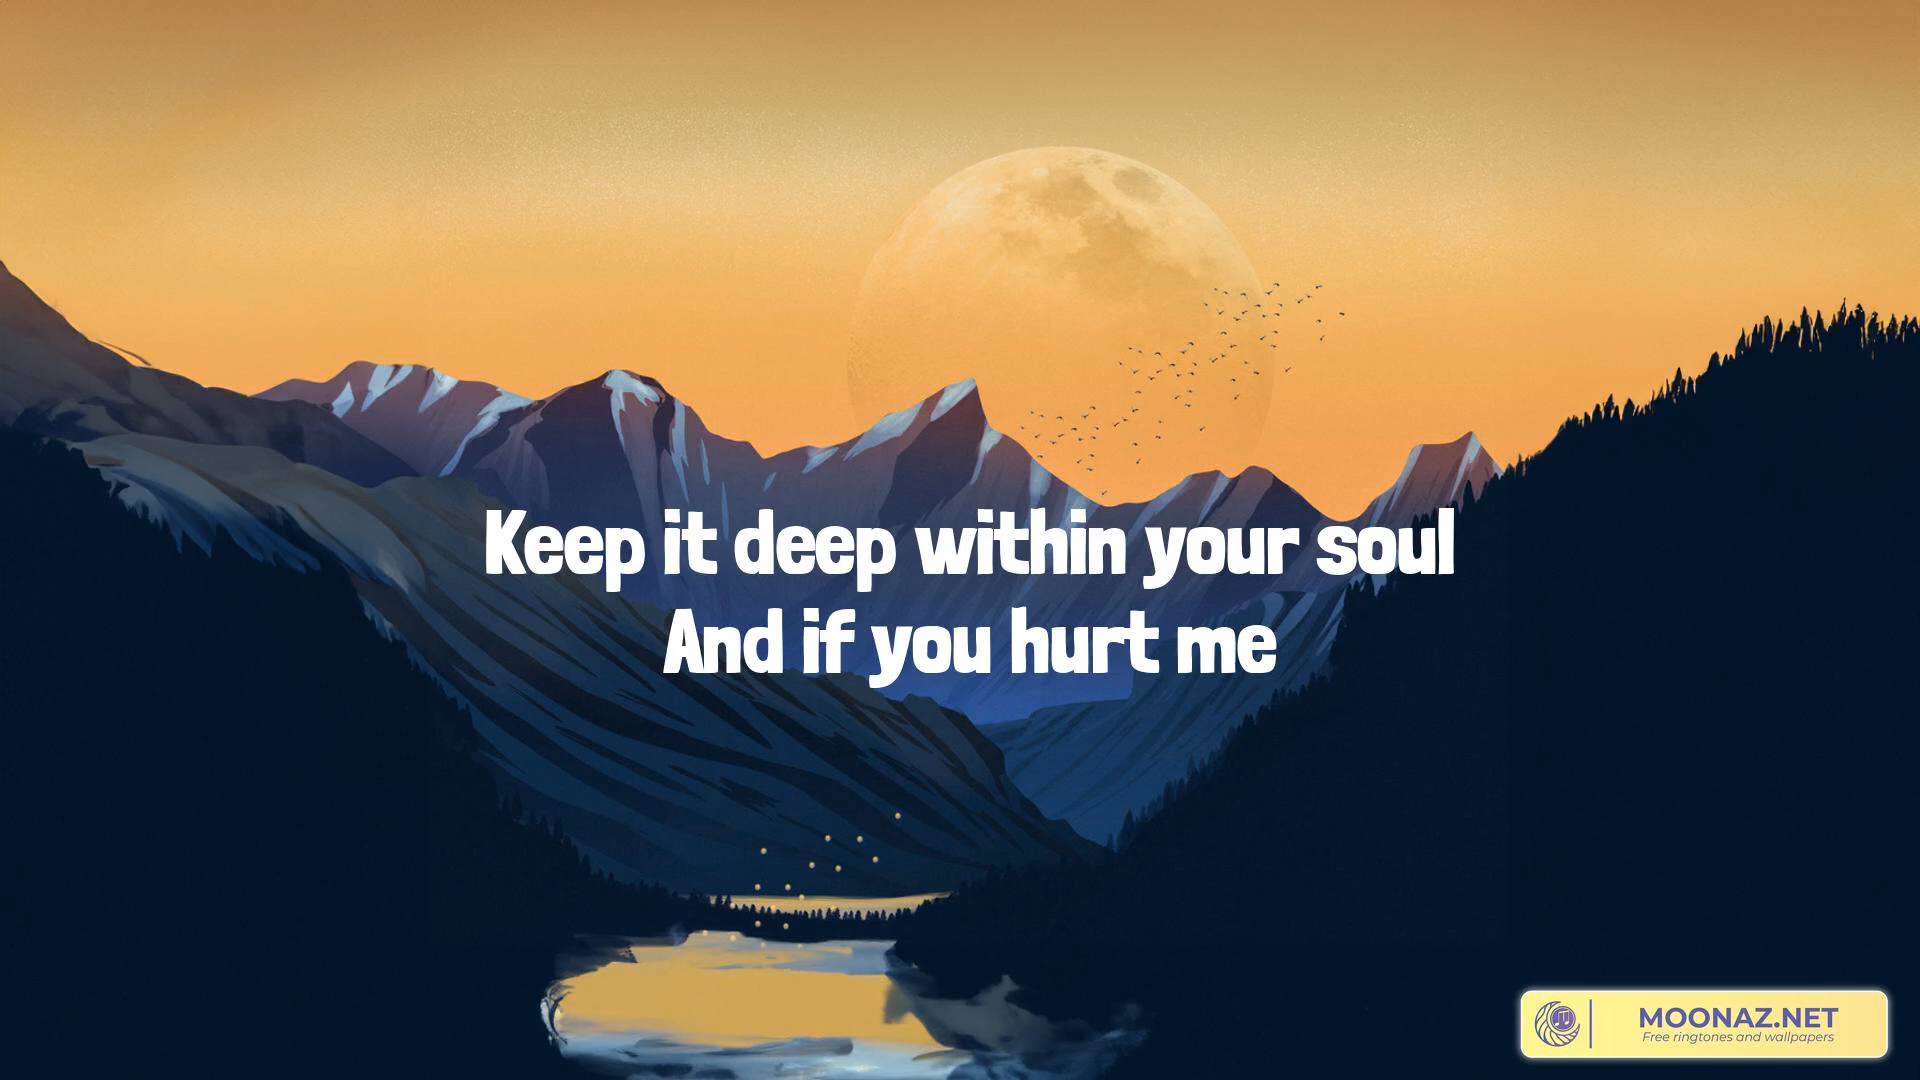 Keep it deep within your soul
And if you hurt me
MOONAZ.NET
Free ringtones and wallpapers